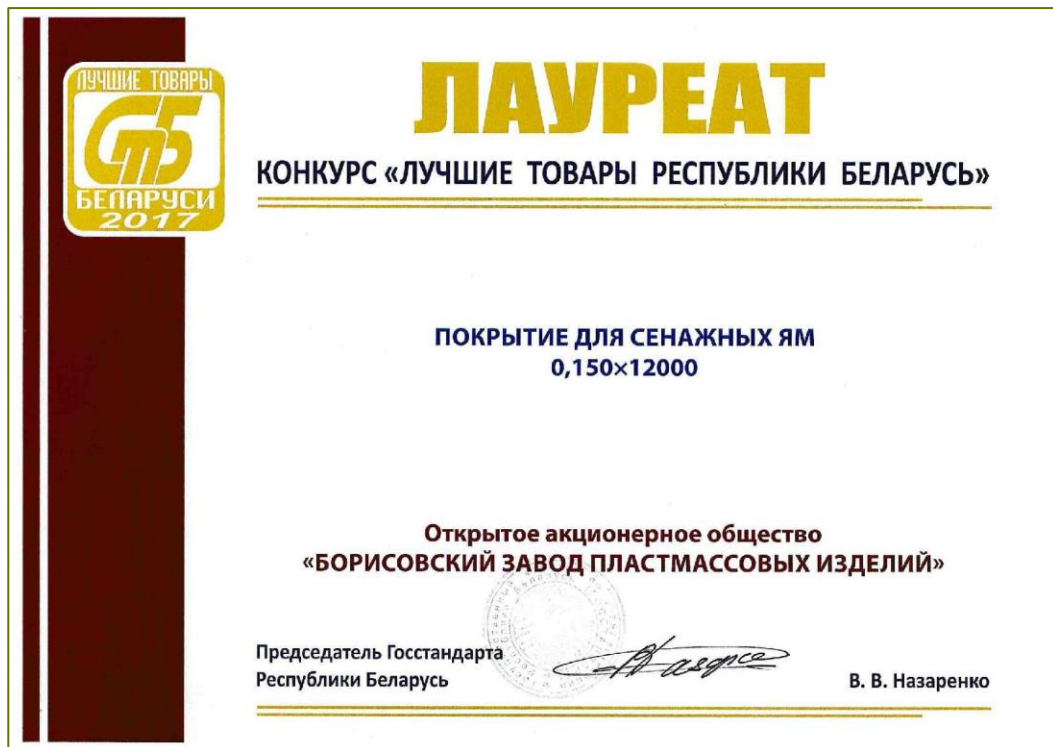 ЛУЧШИЕ ТОВАРЫ
СТБ
БЕЛАРУСИ
2017
ЛАУРЕАТ
КОНКУРС «ЛУЧШИЕ ТОВАРЫ РЕСПУБЛИКИ БЕЛАРУСЬ»
ПОКРЫТИЕ ДЛЯ СЕНАЖНЫХ ЯМ
0,150×12000
Открытое акционерное общество
«БОРИСОВСКИЙ ЗАВОД ПЛАСТМАССОВЫХ ИЗДЕЛИЙ»
Председатель Госстандарта
Республики Беларусь
В. В. Назаренко